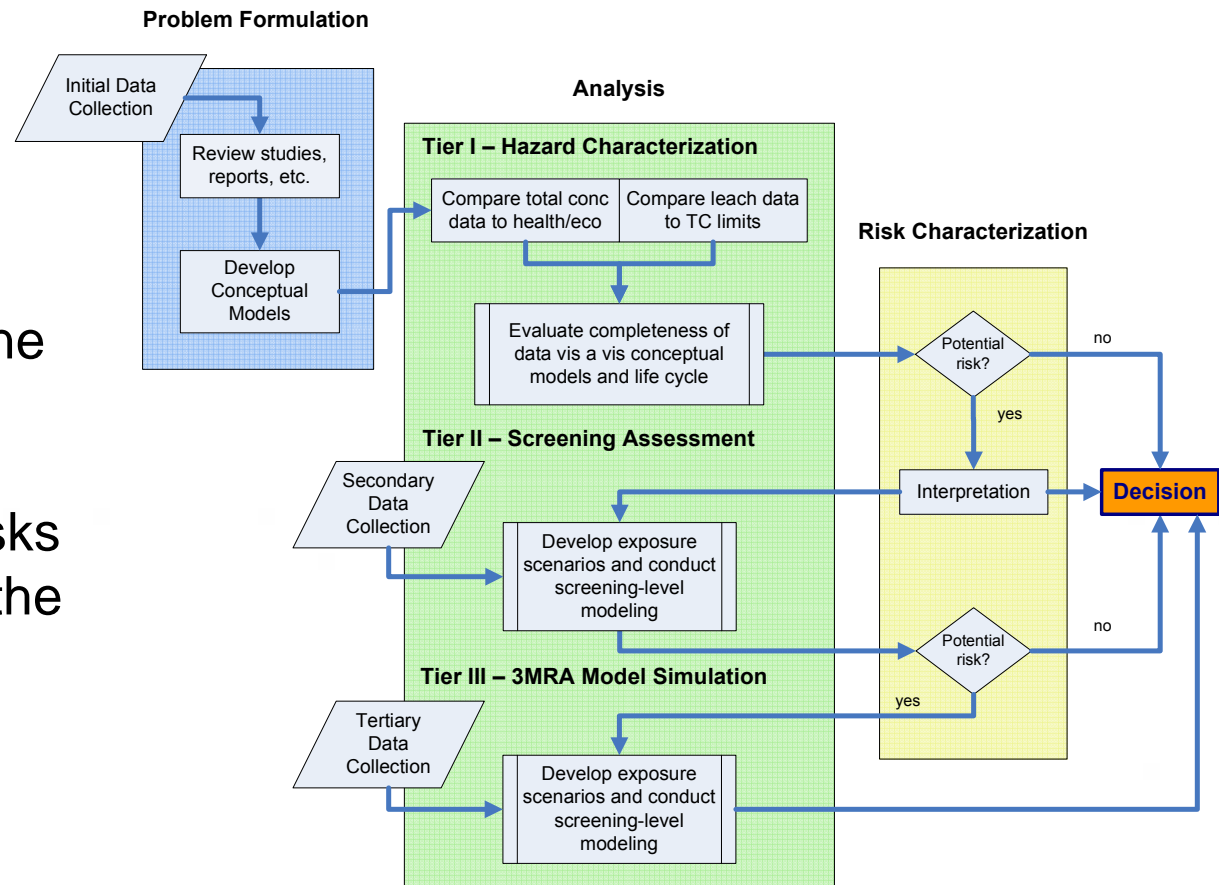 Problem Formulation
Initial Data
Collection
Review studies,
reports, etc.
Develop
Conceptual
Models
Analysis
Tier I – Hazard Characterization
Compare total conc
data to health/eco
Compare leach data
to TC limits
Evaluate completeness of
data vis a vis conceptual
models and life cycle
Risk Characterization
Potential
risk?
no
yes
Interpretation
Decision
Tier II – Screening Assessment
Secondary
Data
Collection
Develop exposure
scenarios and conduct
screening-level
modeling
Potential
risk?
no
yes
Tier III – 3MRA Model Simulation
Tertiary
Data
Collection
Develop exposure
scenarios and conduct
screening-level
modeling
sks
the